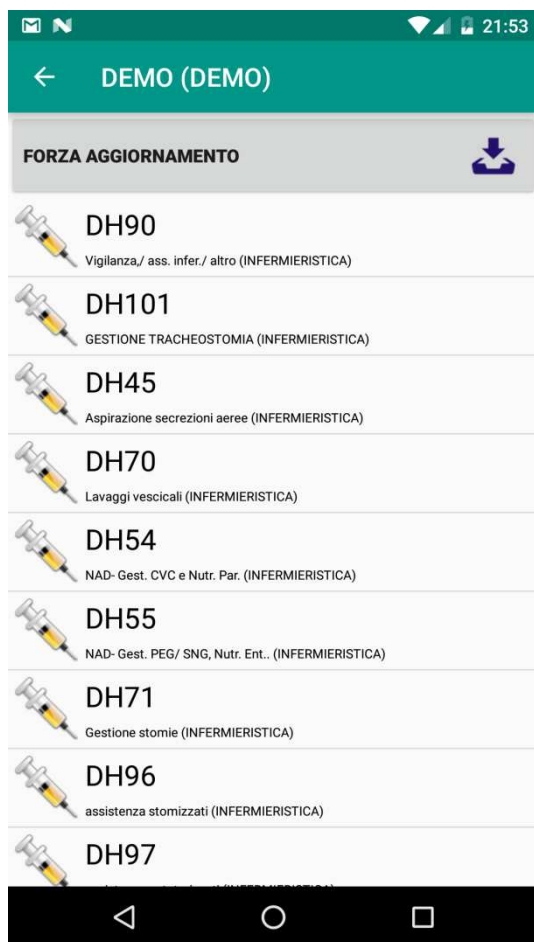 21:53
DEMO (DEMO)
FORZA AGGIORNAMENTO
DH90
Vigilanza,/ ass. infer./ altro (INFERMIERISTICA)
DH101
GESTIONE TRACHEOSTOMIA (INFERMIERISTICA)
DH45
Aspirazione secrezioni aeree (INFERMIERISTICA)
DH70
Lavaggi vescicali (INFERMIERISTICA)
DH54
NAD- Gest. CVC e Nutr. Par. (INFERMIERISTICA)
DH55
NAD- Gest. PEG/ SNG, Nutr. Ent.. (INFERMIERISTICA)
DH71
Gestione stomie (INFERMIERISTICA)
DH96
assistenza stomizzati (INFERMIERISTICA)
DH97